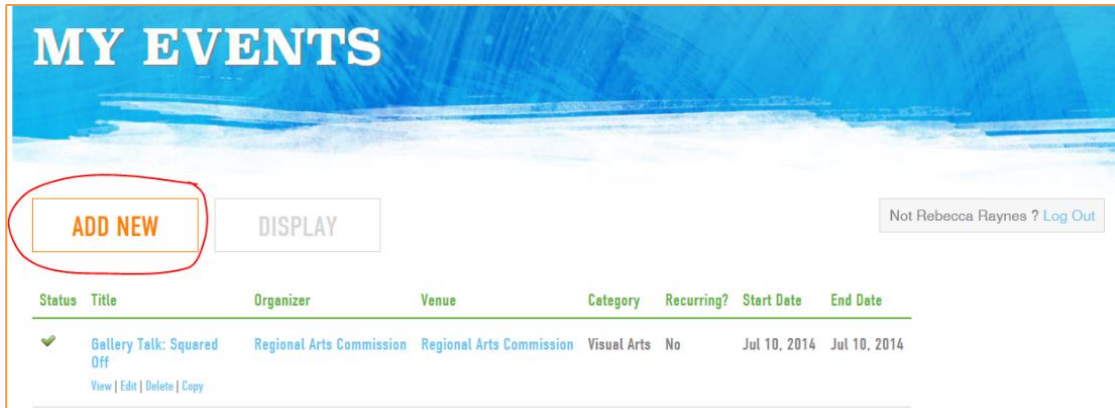 MY EVENTS
ADD NEW
DISPLAY
Not Rebecca Raynes ? Log Out
Status Title Organizer Venue Category Recurring? Start Date End Date
Gallery Talk: Squared Regional Arts Commission Regional Arts Commission Visual Arts No Jul 10, 2014 Jul 10, 2014
Off
View | Edit | Delete | Copy